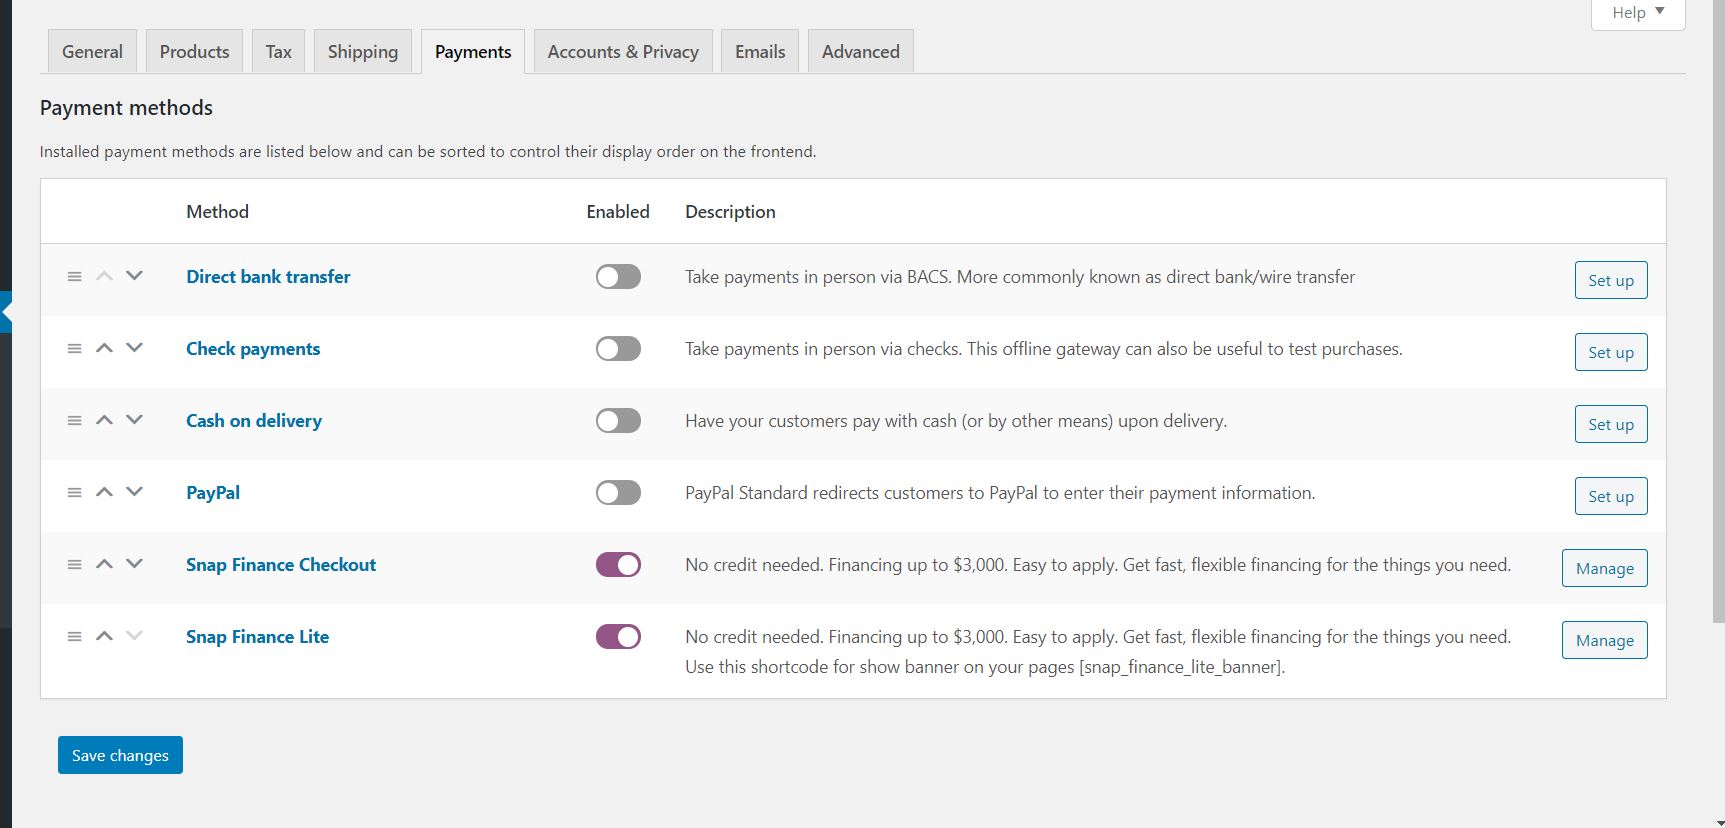 Help
General Products Tax Shipping Payments Accounts & Privacy Emails Advanced
Payment methods
Installed payment methods are listed below and can be sorted to control their display order on the frontend.
Method Enabled Description
Direct bank transfer Take payments in person via BACS. More commonly known as direct bank/wire transfer Set up
Check payments Take payments in person via checks. This offline gateway can also be useful to test purchases. Set up
Cash on delivery Have your customers pay with cash (or by other means) upon delivery. Set up
PayPal PayPal Standard redirects customers to PayPal to enter their payment information. Set up
Snap Finance Checkout No credit needed. Financing up to $3,000. Easy to apply. Get fast, flexible financing for the things you need. Manage
Snap Finance Lite No credit needed. Financing up to $3,000. Easy to apply. Get fast, flexible financing for the things you need. Manage
Use this shortcode for show banner on your pages [snap_finance_lite_banner].
Save changes